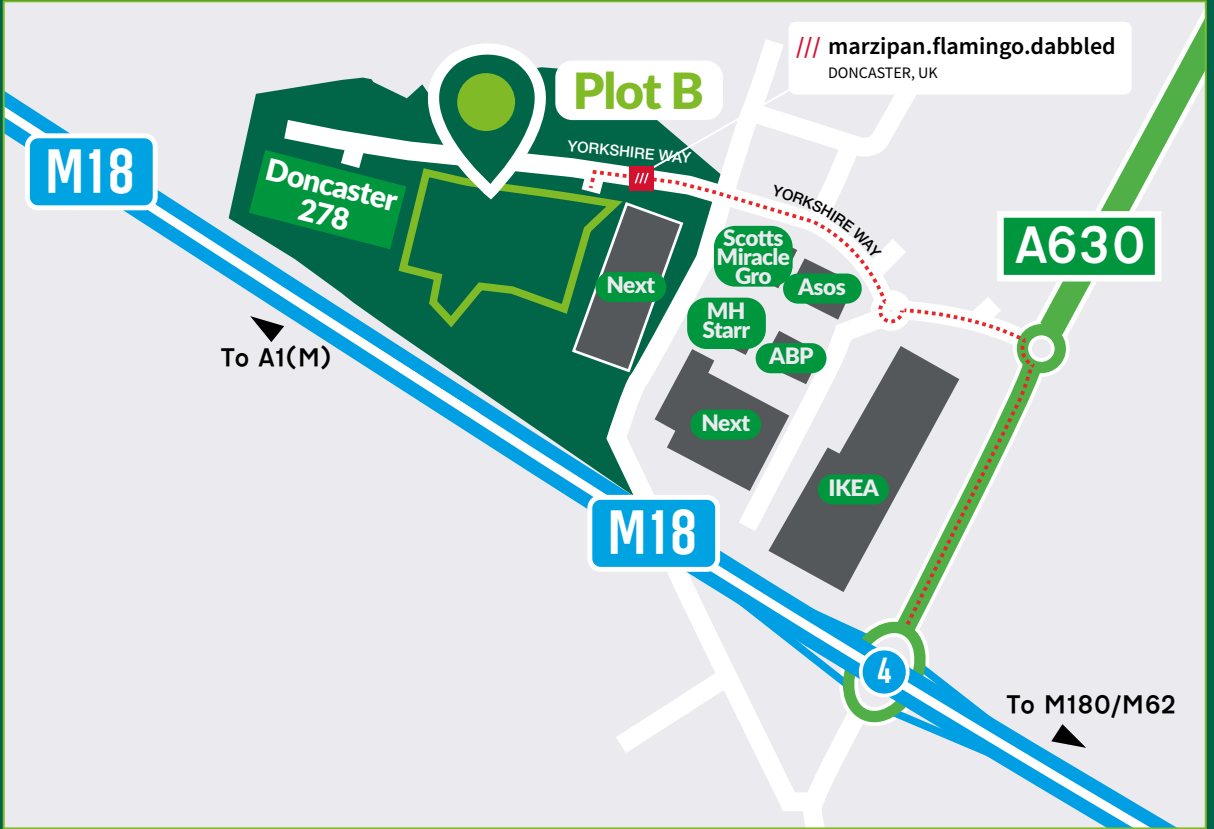 /// marzipan.flamingo.dabbled
DONCASTER, UK
Plot B
M18
YORKSHIRE WAY
///
Doncaster
278
YORKSHIRE WAY
A630
Scotts
Miracle
Gro
Next
Asos
MH
Starr
ABP
To A1(M)
Next
IKEA
M18
4
To M180/M62